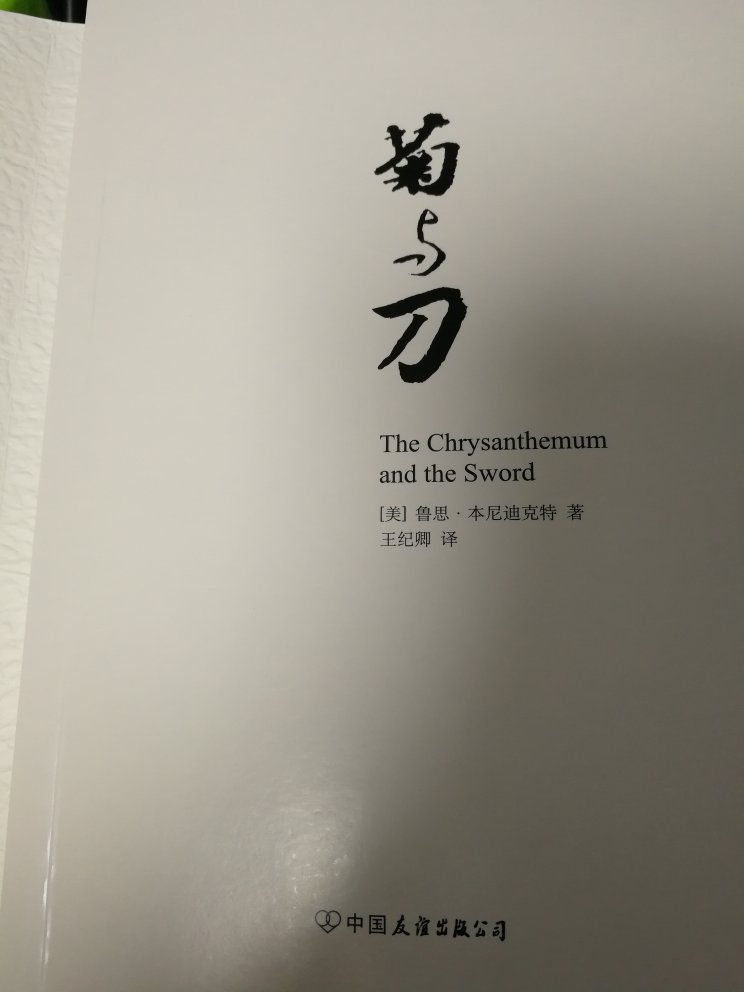 菊与刀
The Chrysanthemum
and the Sword
[美] 鲁思·本尼迪克特 著
王纪卿 译
中国友谊出版公司